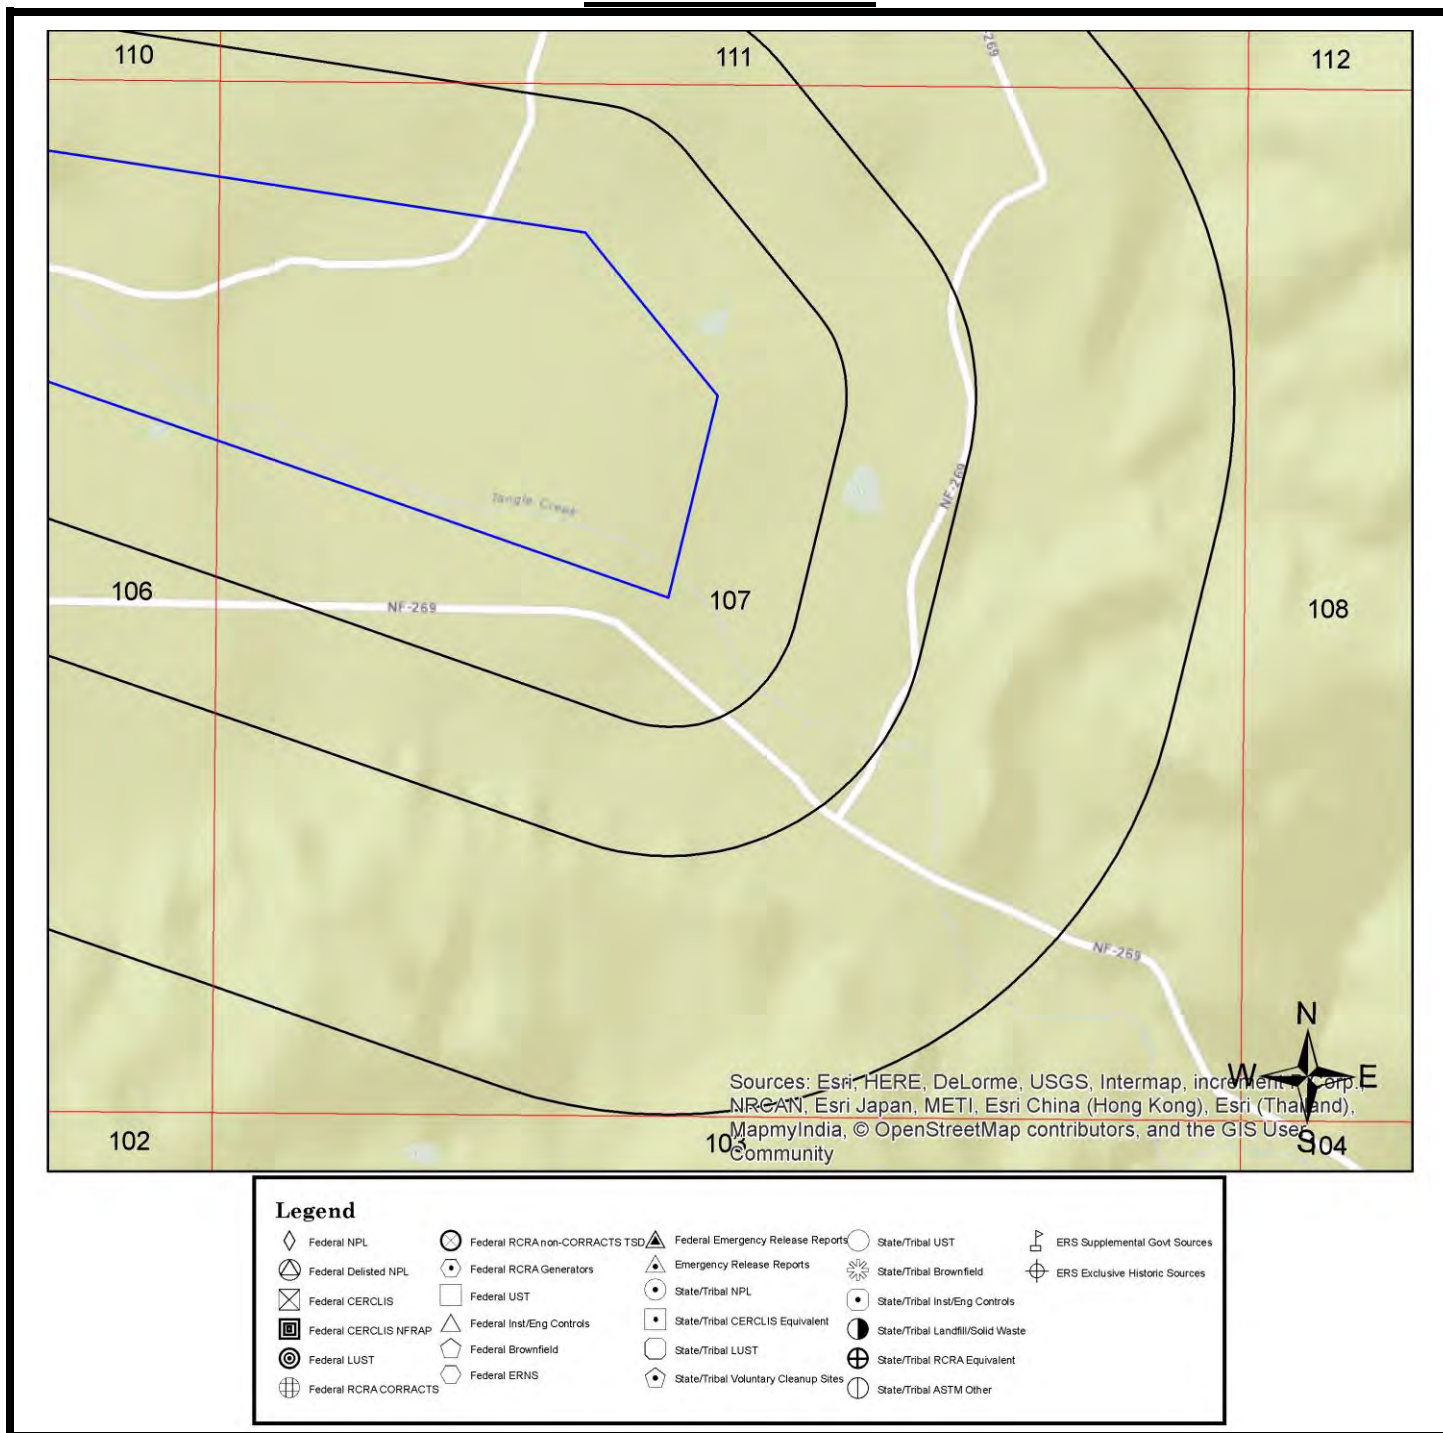 110
111
-269
112
Tangle Creek
NF-269
106
NF-269
107
108
NF-269
N
W E
S
Sources: Esri, HERE, DeLorme, USGS, Intermap, increment P Corp.,
NRCAN, Esri Japan, METI, Esri China (Hong Kong), Esri (Thailand),
MapmyIndia, © OpenStreetMap contributors, and the GIS User
Community
102
103
104
Legend
Federal NPL
Federal Delisted NPL
Federal CERCLIS
Federal CERCLIS NFRAP
Federal LUST
Federal RCRA CORRACTS
Federal RCRA non-CORRACTS TSD
Federal RCRA Generators
Federal UST
Federal Inst/Eng Controls
Federal Brownfield
Federal ERNS
Federal Emergency Release Reports
Emergency Release Reports
State/Tribal NPL
State/Tribal CERCLIS Equivalent
State/Tribal LUST
State/Tribal Voluntary Cleanup Sites
State/Tribal UST
State/Tribal Brownfield
State/Tribal Inst/Eng Controls
State/Tribal Landfill/Solid Waste
State/Tribal RCRA Equivalent
State/Tribal ASTM Other
ERS Supplemental Govt Sources
ERS Exclusive Historic Sources